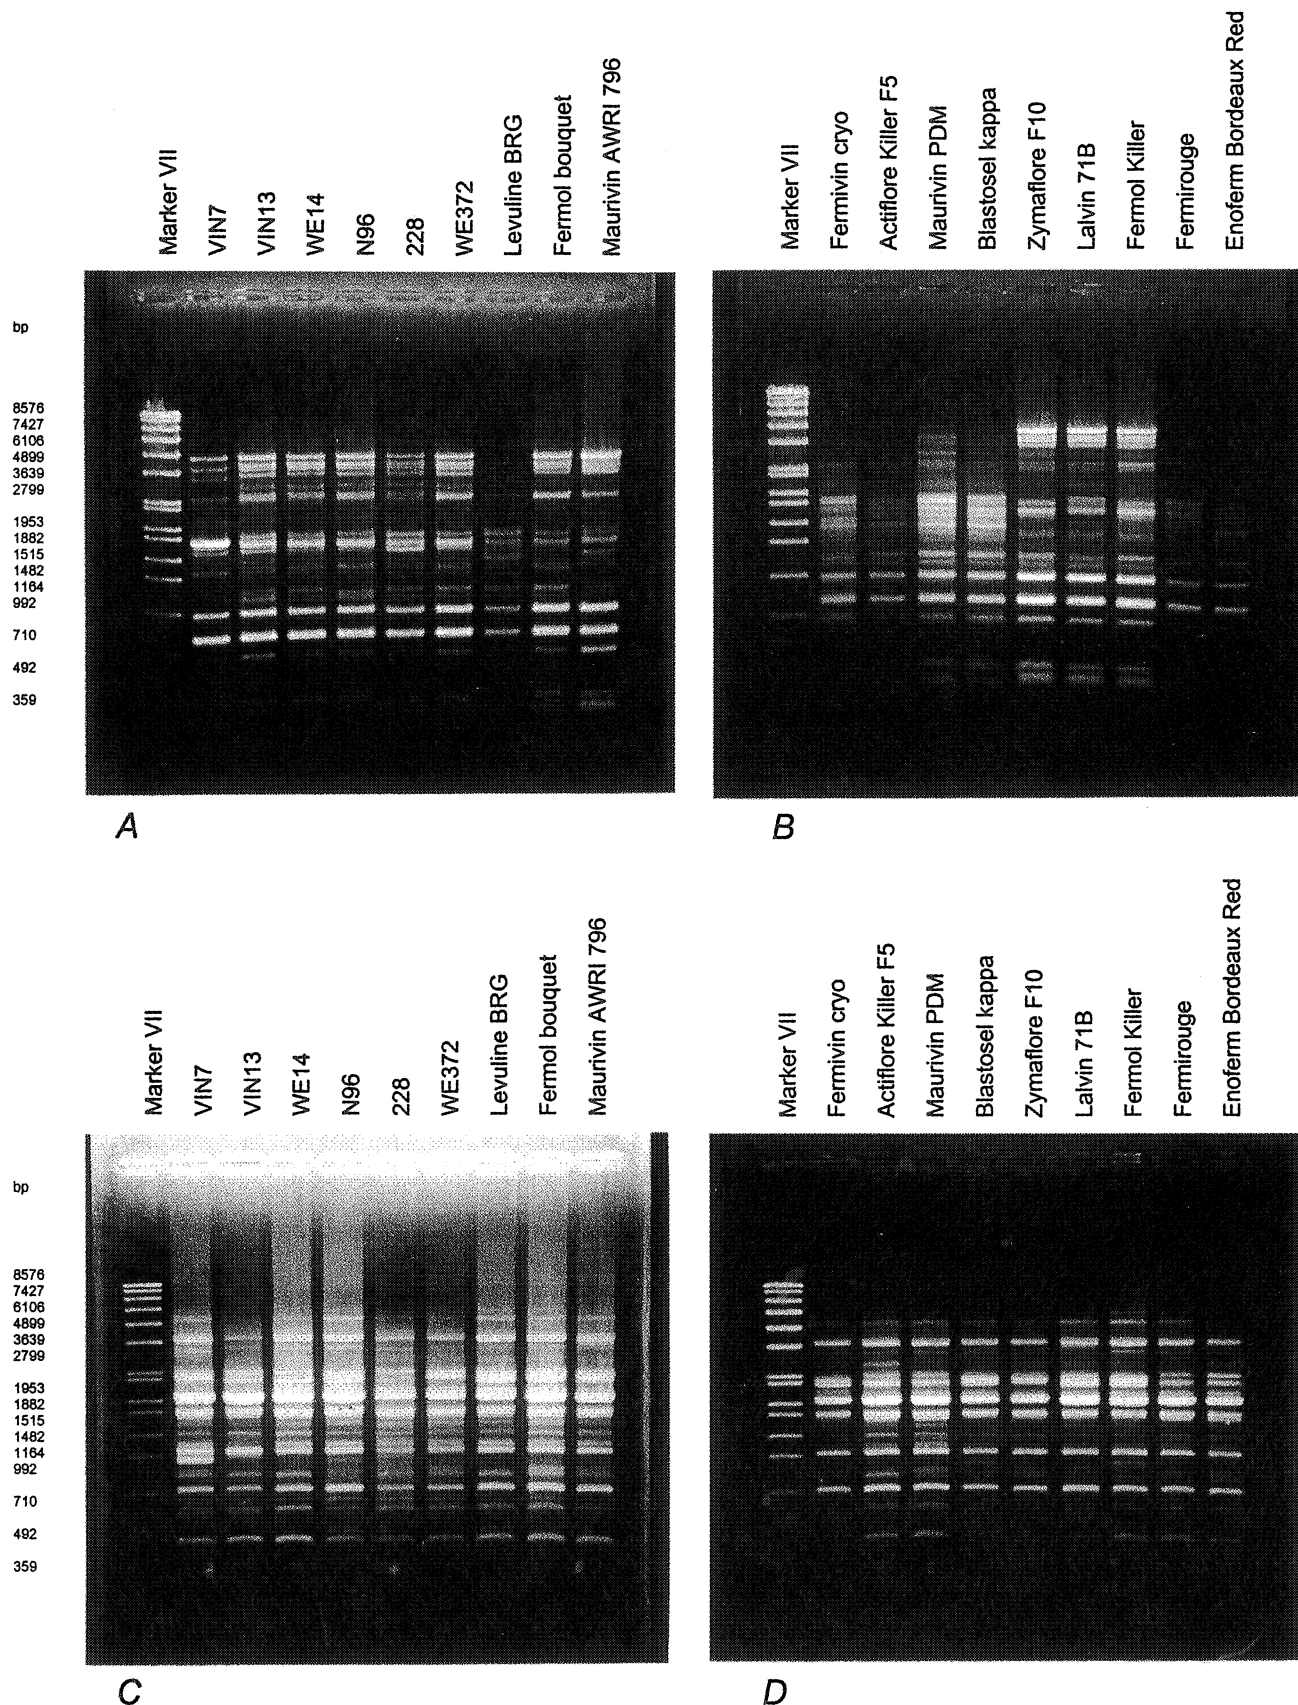 Marker VII
VIN7
VIN13
WE14
N96
228
WE372
Levuline BRG
Fermol bouquet
Maurivin AWRI 796
Marker VII
Fermivin cryo
Actiflore Killer F5
Maurivin PDM
Blastosel kappa
Zymaflore F10
Lalvin 71B
Fermol Killer
Fermirouge
Enoferm Bordeaux Red
bp
8576
7427
6106
4899
3639
2799
1953
1882
1515
1482
1164
992
710
492
359
A
B
Marker VII
VIN7
VIN13
WE14
N96
228
WE372
Levuline BRG
Fermol bouquet
Maurivin AWRI 796
Marker VII
Fermivin cryo
Actiflore Killer F5
Maurivin PDM
Blastosel kappa
Zymaflore F10
Lalvin 71B
Fermol Killer
Fermirouge
Enoferm Bordeaux Red
bp
8576
7427
6106
4899
3639
2799
1953
1882
1515
1482
1164
992
710
492
359
C
D